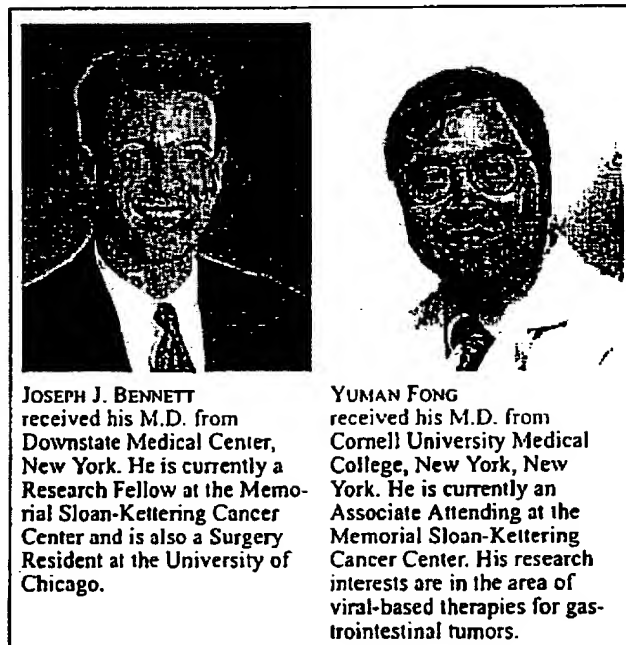 JOSEPH J. BENNETT
received his M.D. from
Downstate Medical Center,
New York. He is currently a
Research Fellow at the Memo-
rial Sloan-Kettering Cancer
Center and is also a Surgery
Resident at the University of
Chicago.
YUMAN FONG
received his M.D. from
Cornell University Medical
College, New York, New
York. He is currently an
Associate Attending at the
Memorial Sloan-Kettering
Cancer Center. His research
interests are in the area of
viral-based therapies for gas-
trointestinal tumors.